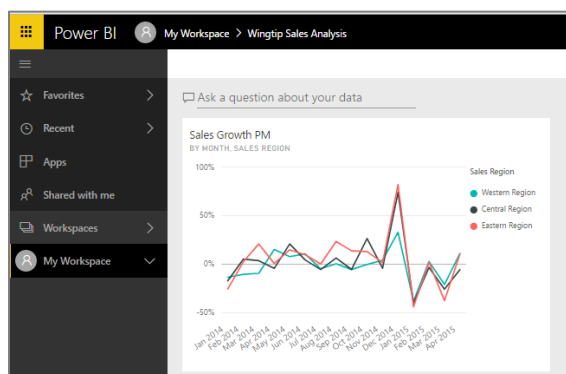 Power BI
My Workspace > Wingtip Sales Analysis
Favorites
Recent
Apps
Shared with me
Workspaces
My Workspace
Ask a question about your data
Sales Growth PM
BY MONTH, SALES REGION
100%
50%
0%
-50%
Jan 2014
Feb 2014
Mar 2014
Apr 2014
May 2014
Jun 2014
Jul 2014
Aug 2014
Sep 2014
Oct 2014
Nov 2014
Dec 2014
Jan 2015
Feb 2015
Mar 2015
Apr 2015
Sales Region
Western Region
Central Region
Eastern Region